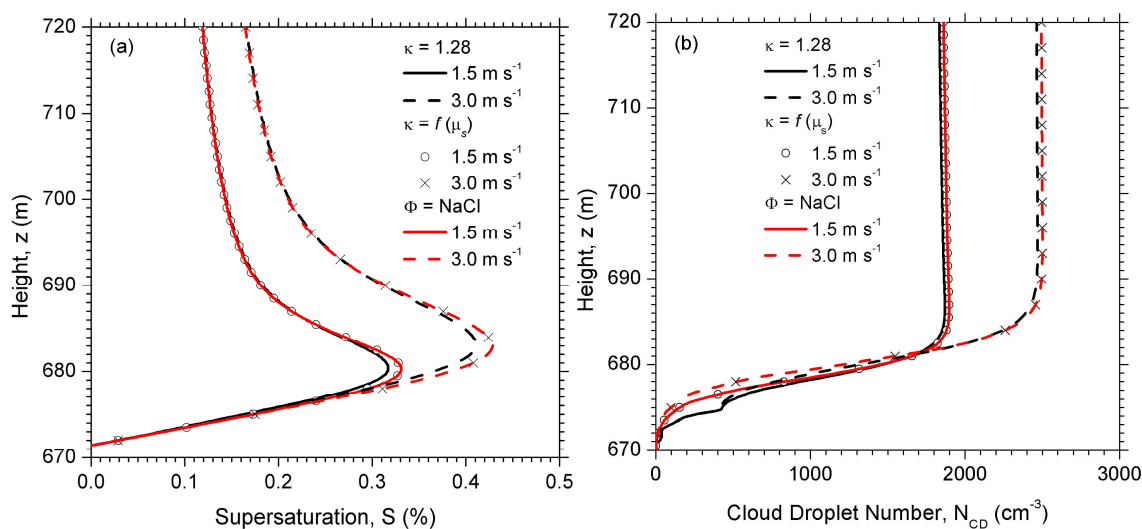 (a)
κ = 1.28
1.5 m s⁻¹
3.0 m s⁻¹
κ = f (μₛ)
1.5 m s⁻¹
3.0 m s⁻¹
Φ = NaCl
1.5 m s⁻¹
3.0 m s⁻¹
720
710
700
690
680
670
Height, z (m)
0.0 0.1 0.2 0.3 0.4 0.5
Supersaturation, S (%)
(b)
κ = 1.28
1.5 m s⁻¹
3.0 m s⁻¹
κ = f (μₛ)
1.5 m s⁻¹
3.0 m s⁻¹
Φ = NaCl
1.5 m s⁻¹
3.0 m s⁻¹
720
710
700
690
680
670
Height, z (m)
0 1000 2000 3000
Cloud Droplet Number, N_CD (cm⁻³)